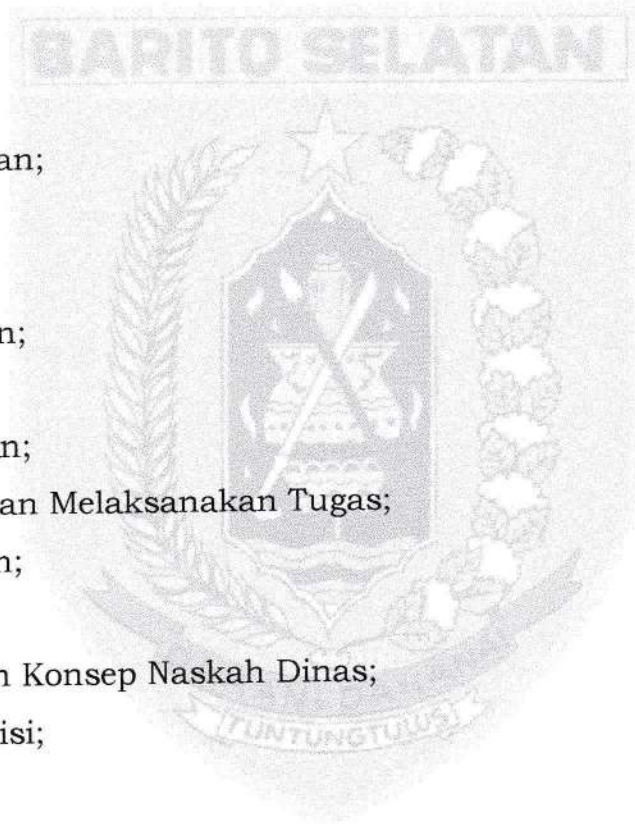 BARITO SELATAN
an;
n;
n;
an Melaksanakan Tugas;
n;
n Konsep Naskah Dinas;
isi;
TUNTUNG TULUS